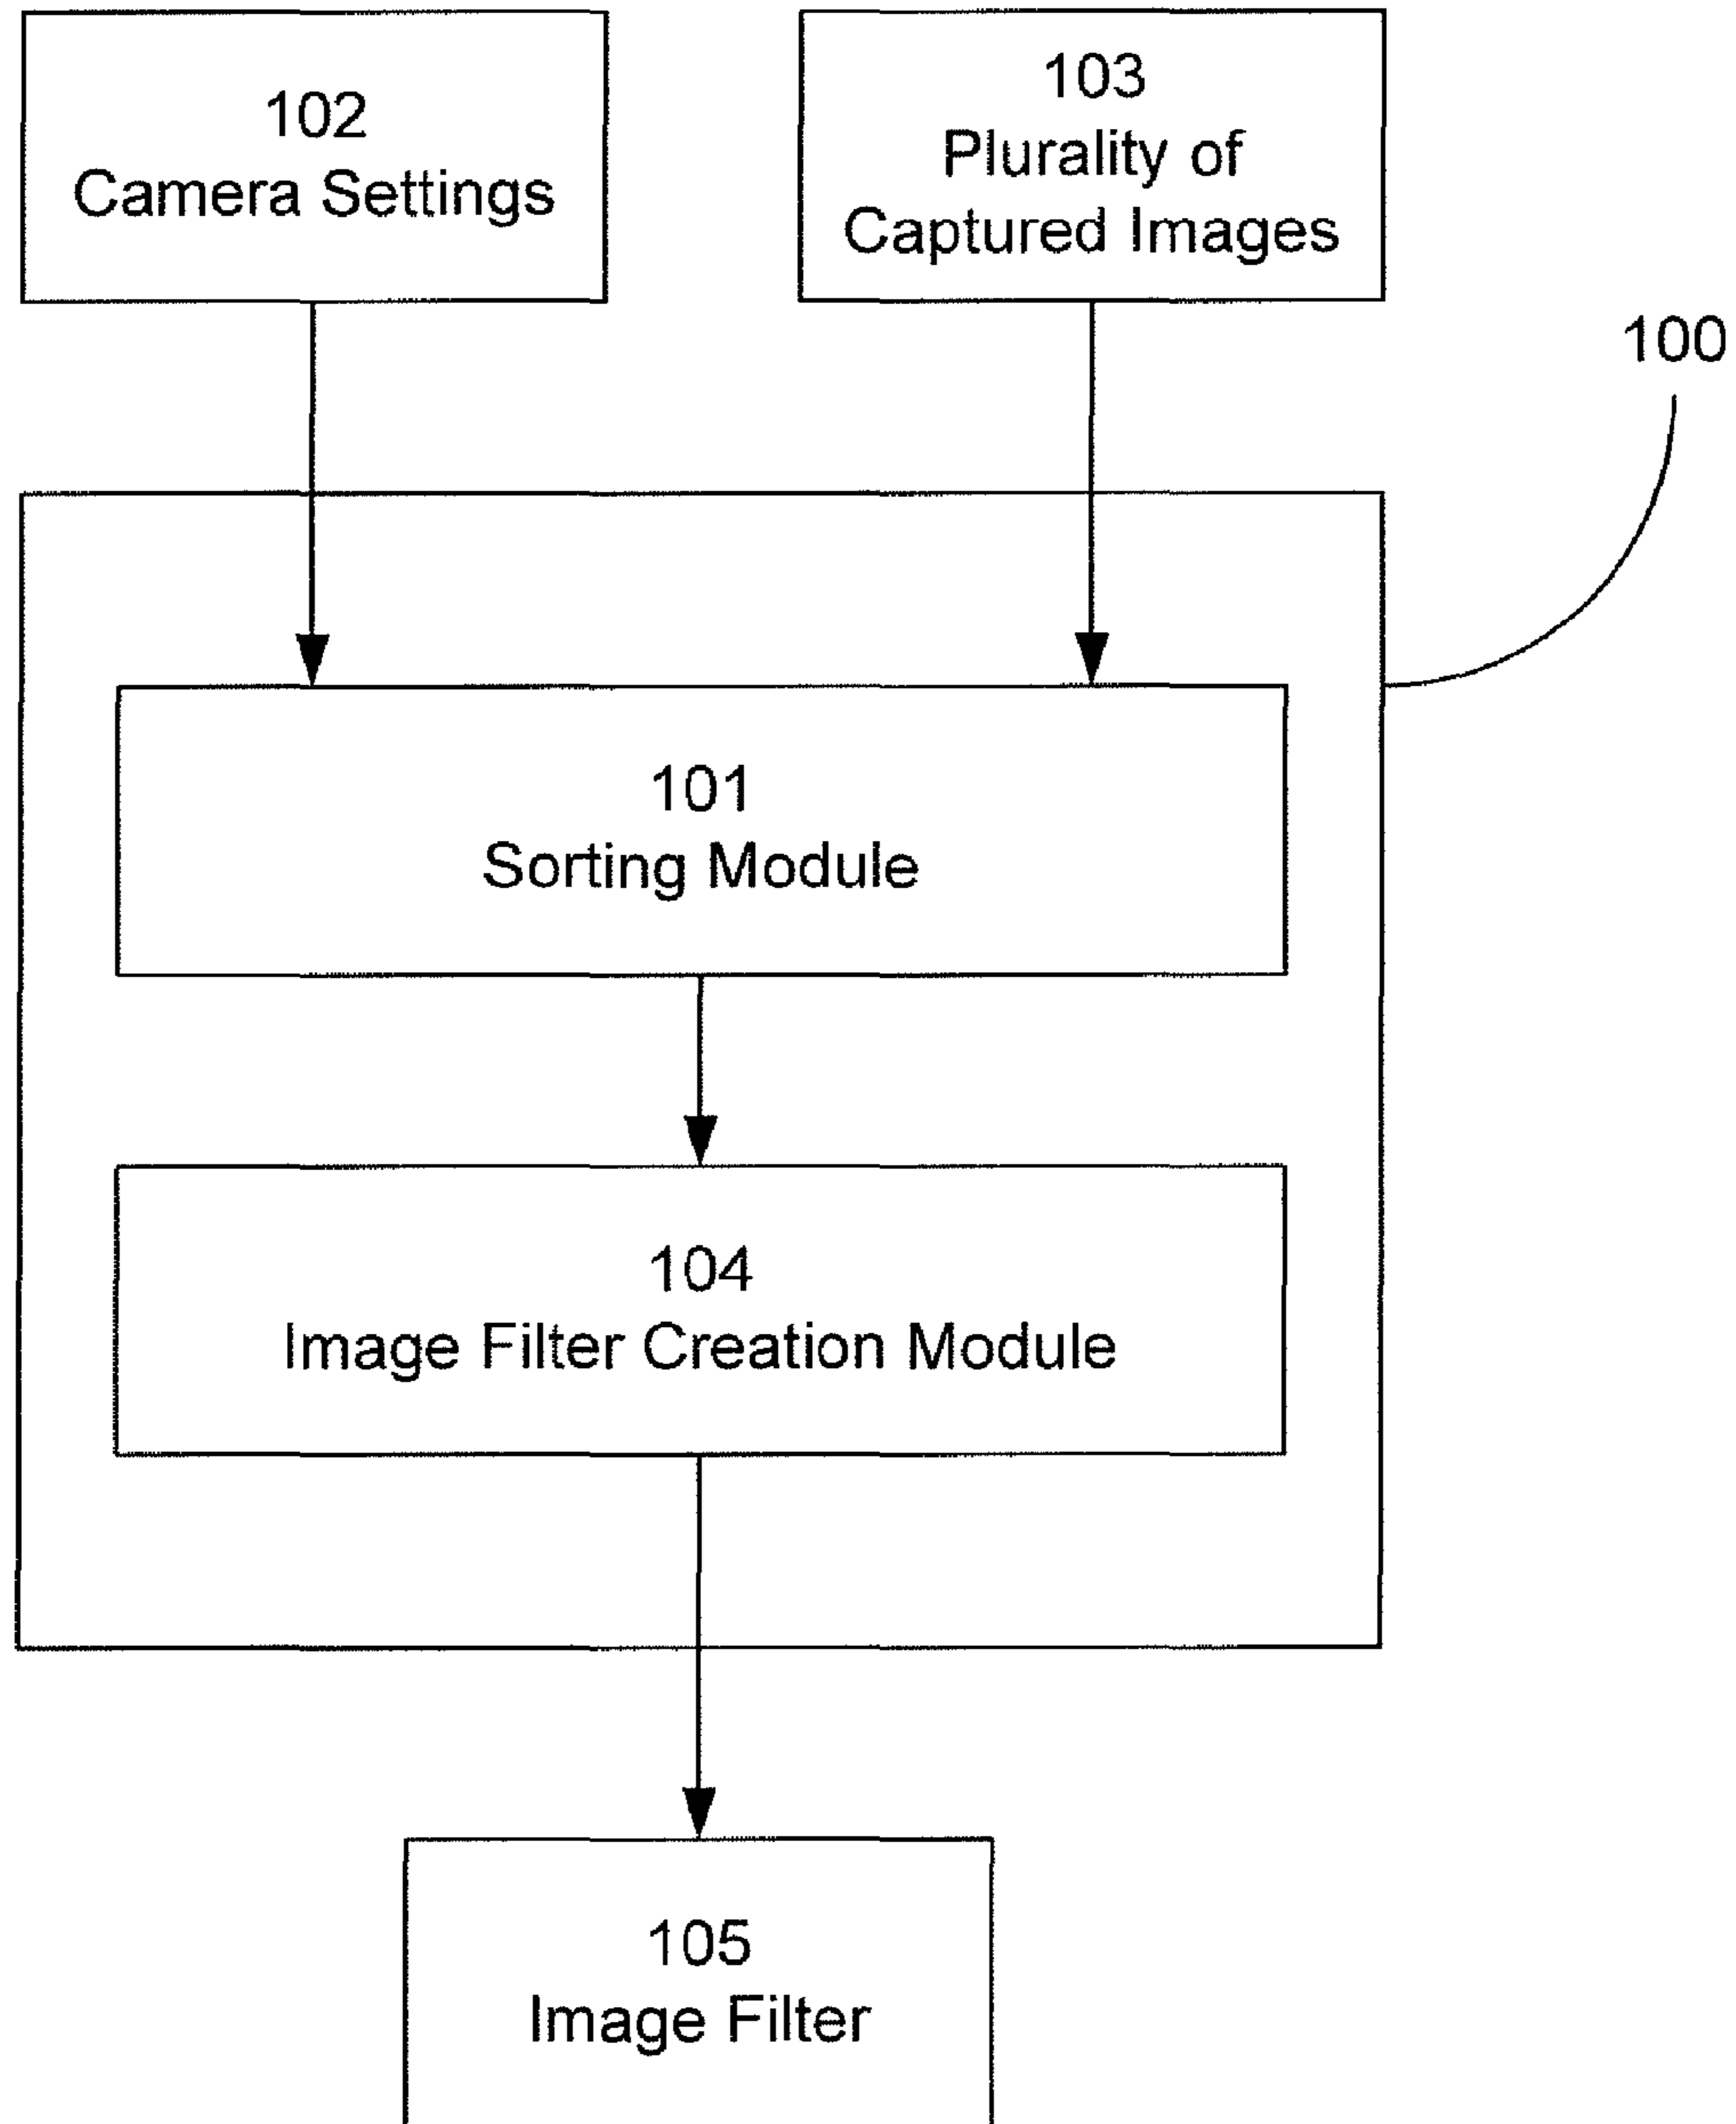 102
Camera Settings
103
Plurality of
Captured Images
100
101
Sorting Module
104
Image Filter Creation Module
105
Image Filter